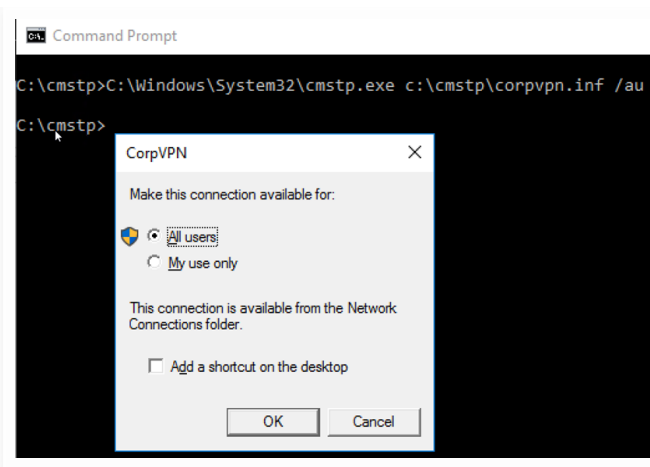 Command Prompt
C:\cmstp>C:\Windows\System32\cmstp.exe c:\cmstp\corpvpn.inf /au
C:\cmstp>
CorpVPN
Make this connection available for:
All users
My use only
This connection is available from the Network
Connections folder.
Add a shortcut on the desktop
OK Cancel